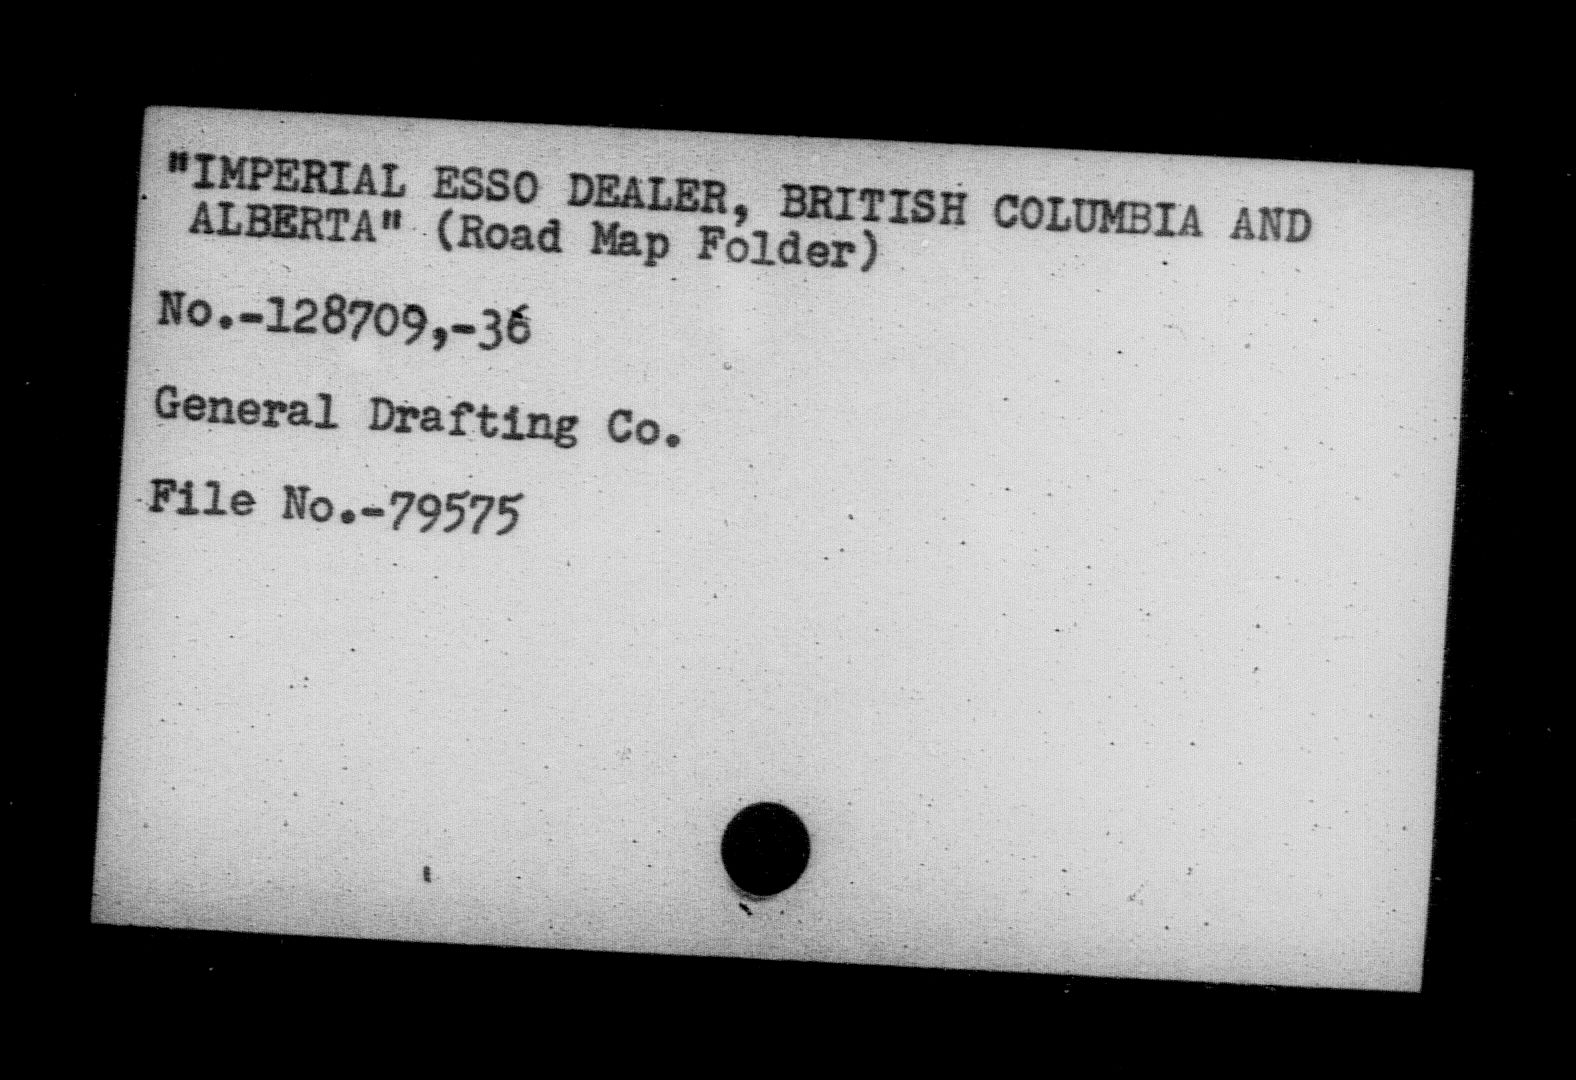 "IMPERIAL ESSO DEALER, BRITISH COLUMBIA AND
ALBERTA" (Road Map Folder)
No.-128709,-36
General Drafting Co.
File No.-79575